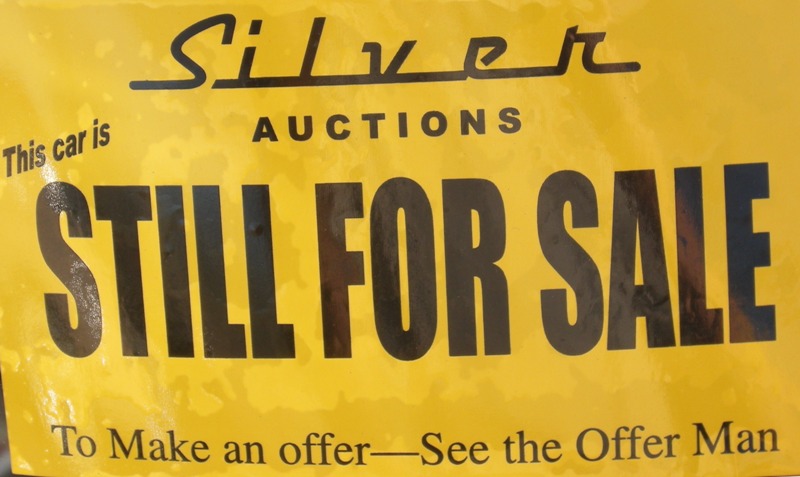 Silver
AUCTIONS
This car is
STILL FOR SALE
To Make an offer—See the Offer Man